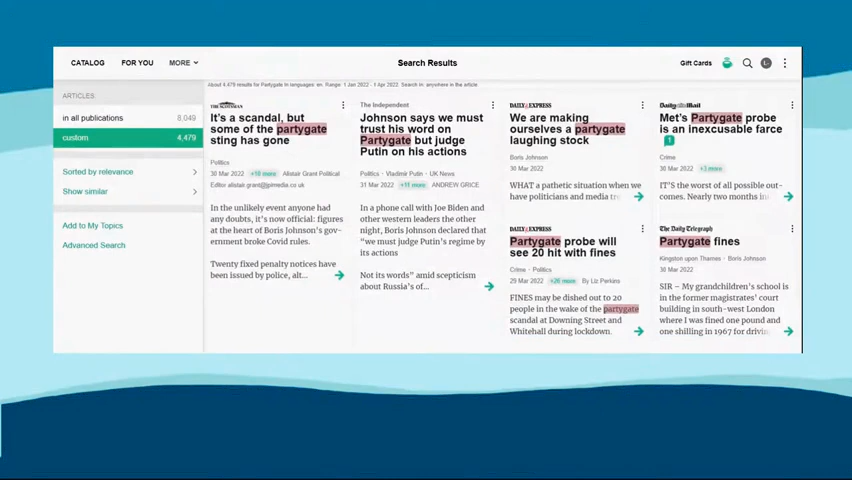 CATALOG
FOR YOU
MORE
Search Results
Gift Cards
L-
ARTICLES:
in all publications 8,049
custom 4,479
Sorted by relevance
Show similar
Add to My Topics
Advanced Search
About 4,479 results for Partygate In languages: en. Range: 1 Jan 2022 - 1 Apr 2022. Search in: anywhere in the article
THE SCOTSMAN
It's a scandal, but
some of the partygate
sting has gone
Politics
30 Mar 2022 +16 more Alistair Grant Political
Editor alistair.grant@jpimedia.co.uk
In the unlikely event anyone had
any doubts, it's now official: figures
at the heart of Boris Johnson's gov-
ernment broke Covid rules.
Twenty fixed penalty notices have
been issued by police, alt...
The Independent
Johnson says we must
trust his word on
Partygate but judge
Putin on his actions
Politics · Vladimir Putin · UK News
31 Mar 2022 +11 more ANDREW GRICE
In a phone call with Joe Biden and
other western leaders the other
night, Boris Johnson declared that
“we must judge Putin's regime by
its actions
Not its words” amid scepticism
about Russia's of...
DAILY EXPRESS
We are making
ourselves a partygate
laughing stock
Boris Johnson
30 Mar 2022
WHAT a pathetic situation when we
have politicians and media tr
DAILY EXPRESS
Partygate probe will
see 20 hit with fines
Crime · Politics
29 Mar 2022 +26 more By Liz Perkins
FINES may be dished out to 20
people in the wake of the partygate
scandal at Downing Street and
Whitehall during lockdown.
Daily Mail
Met's Partygate probe
is an inexcusable farce
1
Crime
30 Mar 2022 +3 more
IT'S the worst of all possible out-
comes. Nearly two months in
The Daily Telegraph
Partygate fines
Kingston upon Thames · Boris Johnson
30 Mar 2022
SIR – My grandchildren's school is
in the former magistrates' court
building in south-west London
where I was fined one pound and
one shilling in 1967 for drivin